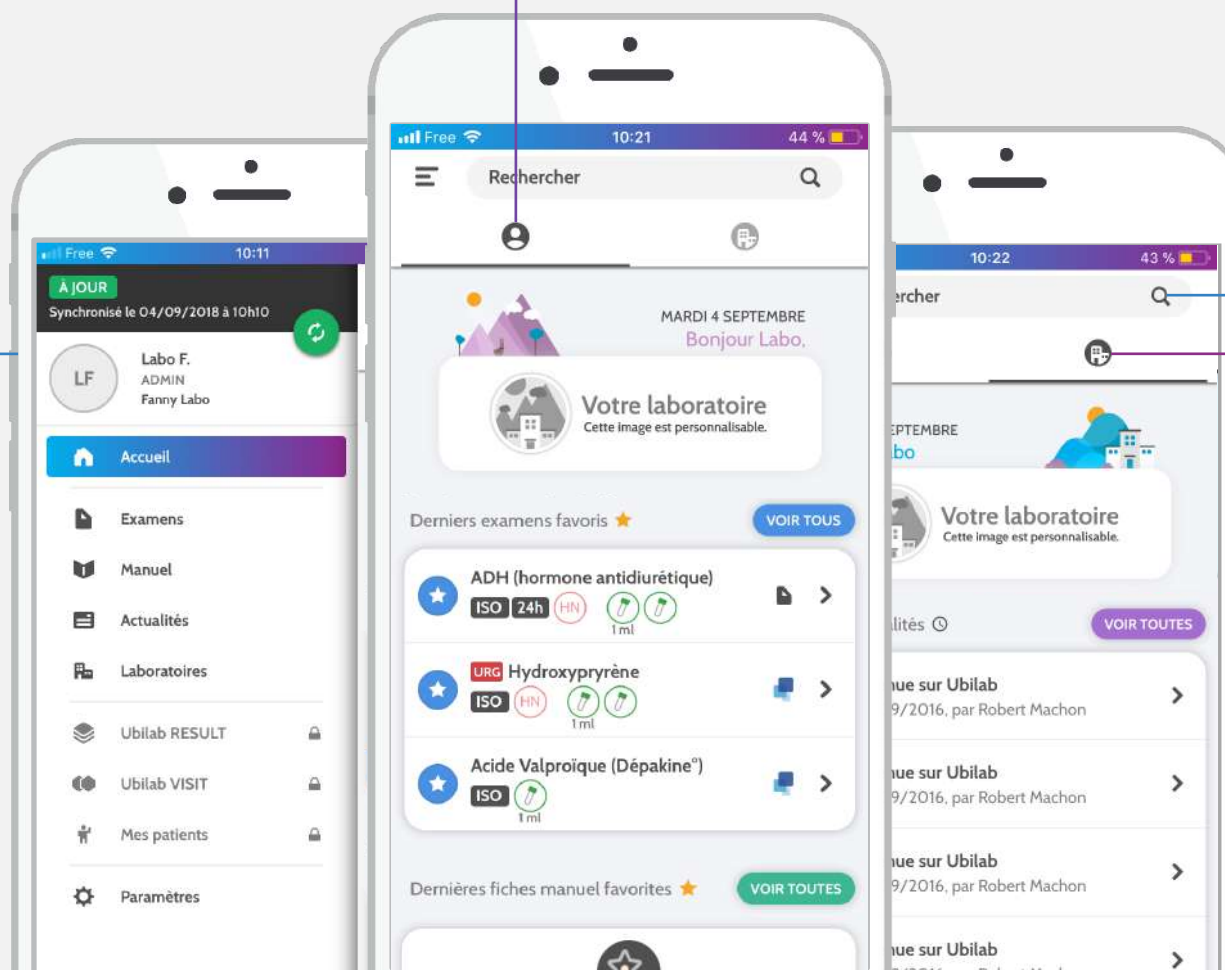 Free 10:11
À JOUR
Synchronisé le 04/09/2018 à 10h10
LF
Labo F.
ADMIN
Fanny Labo
Accueil
Examens
Manuel
Actualités
Laboratoires
Ubilab RESULT
Ubilab VISIT
Mes patients
Paramètres
Free 10:21 44 %
Rechercher
MARDI 4 SEPTEMBRE
Bonjour Labo,
Votre laboratoire
Cette image est personnalisable.
Derniers examens favoris VOIR TOUS
ADH (hormone antidiurétique)
ISO 24h HN
1 ml
URG Hydroxypryrène
ISO HN
1 ml
Acide Valproïque (Dépakine°)
ISO
1 ml
Dernières fiches manuel favorites VOIR TOUTES
10:22 43 %
ercher
EPTEMBRE
bo
Votre laboratoire
Cette image est personnalisable.
lités VOIR TOUTES
nue sur Ubilab
9/2016, par Robert Machon
nue sur Ubilab
9/2016, par Robert Machon
nue sur Ubilab
9/2016, par Robert Machon
nue sur Ubilab